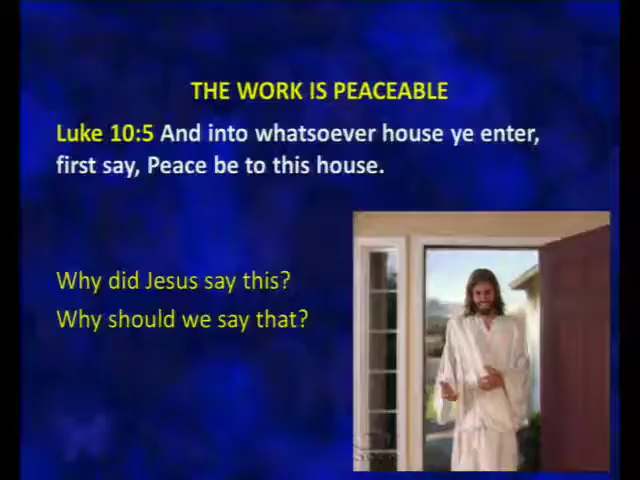 THE WORK IS PEACEABLE
Luke 10:5 And into whatsoever house ye enter,
first say, Peace be to this house.
Why did Jesus say this?
Why should we say that?